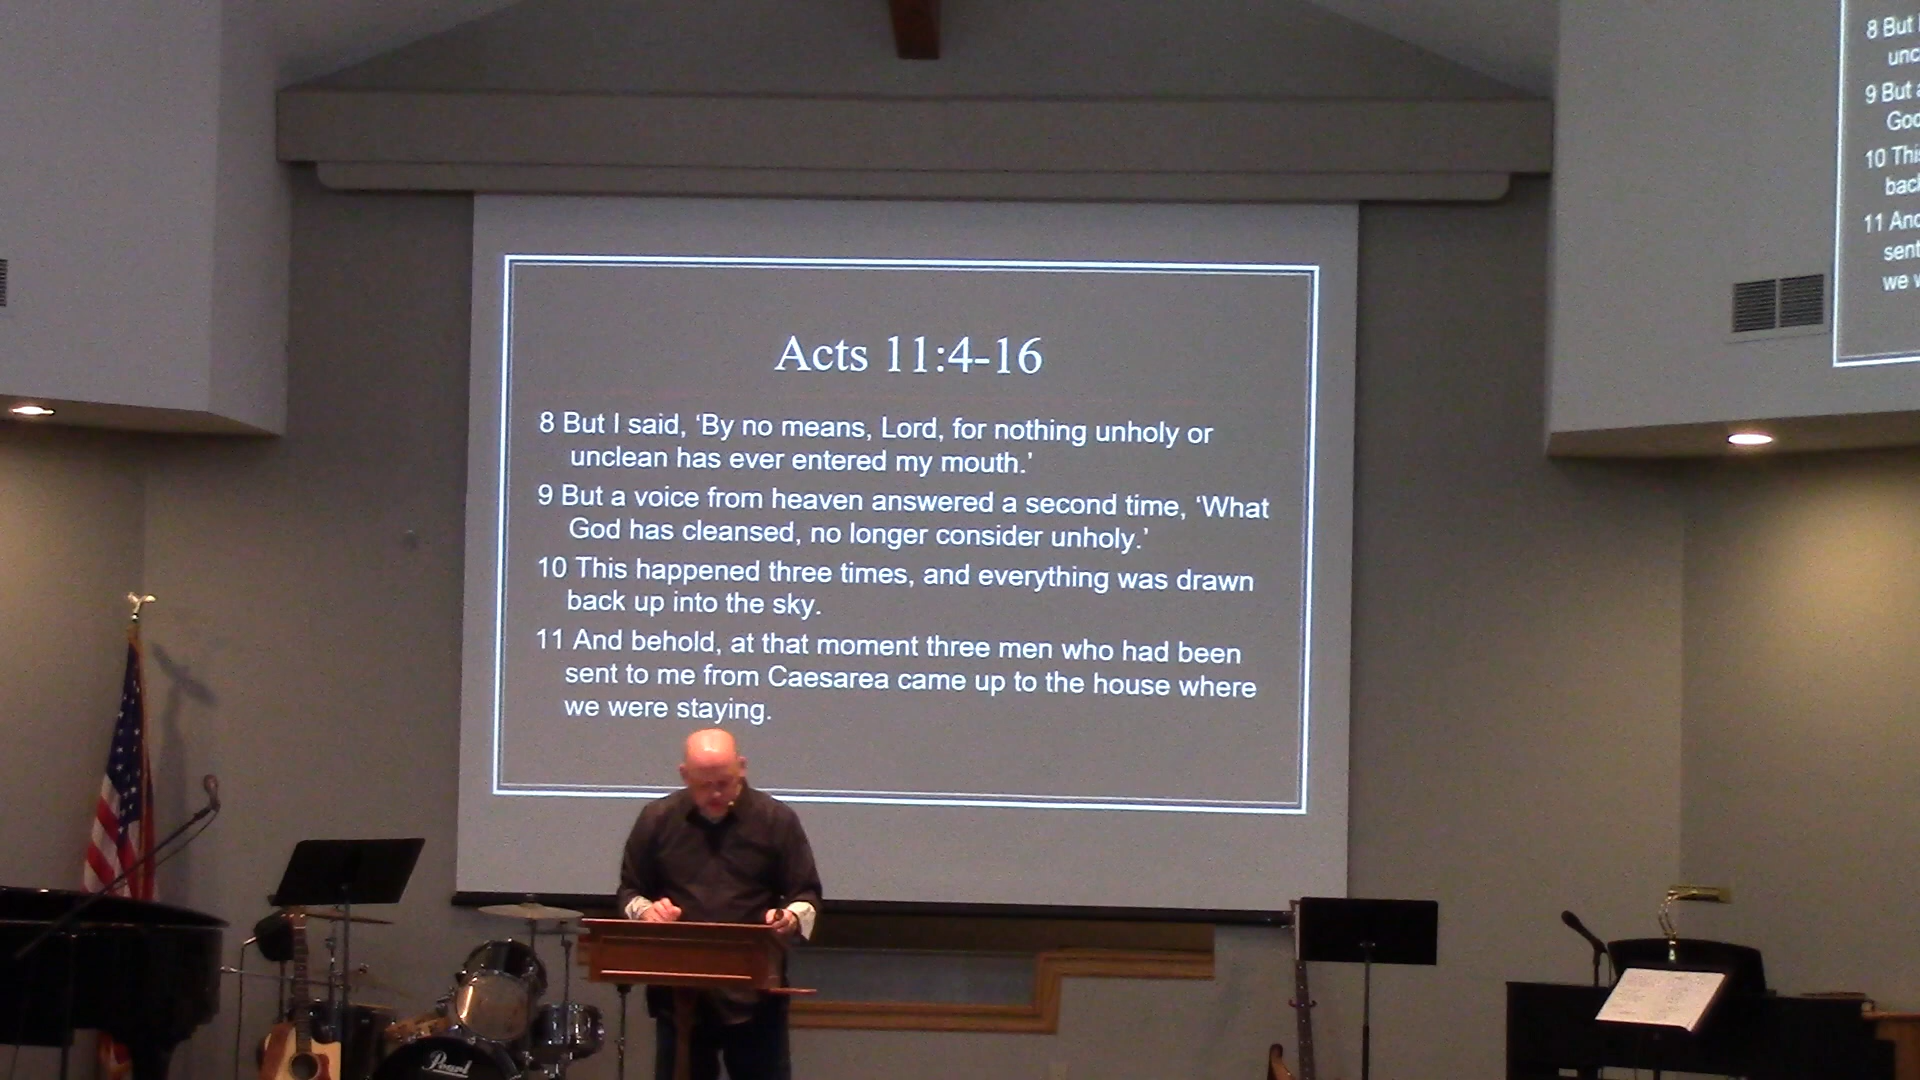 Acts 11:4-16
8 But I said, ‘By no means, Lord, for nothing unholy or
unclean has ever entered my mouth.’
9 But a voice from heaven answered a second time, ‘What
God has cleansed, no longer consider unholy.’
10 This happened three times, and everything was drawn
back up into the sky.
11 And behold, at that moment three men who had been
sent to me from Caesarea came up to the house where
we were staying.
8 But
9 But
10
11
we
Pearl